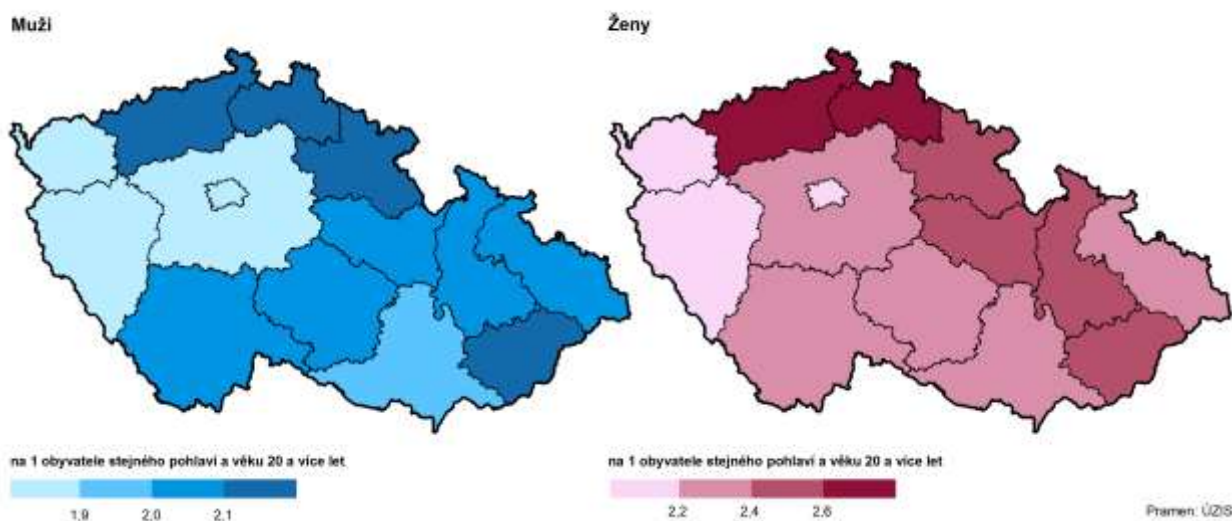 Muži
Ženy
na 1 obyvatele stejného pohlaví a věku 20 a více let
1,9 2,0 2,1
na 1 obyvatele stejného pohlaví a věku 20 a více let
2,2 2,4 2,6
Pramen: ÚZIS